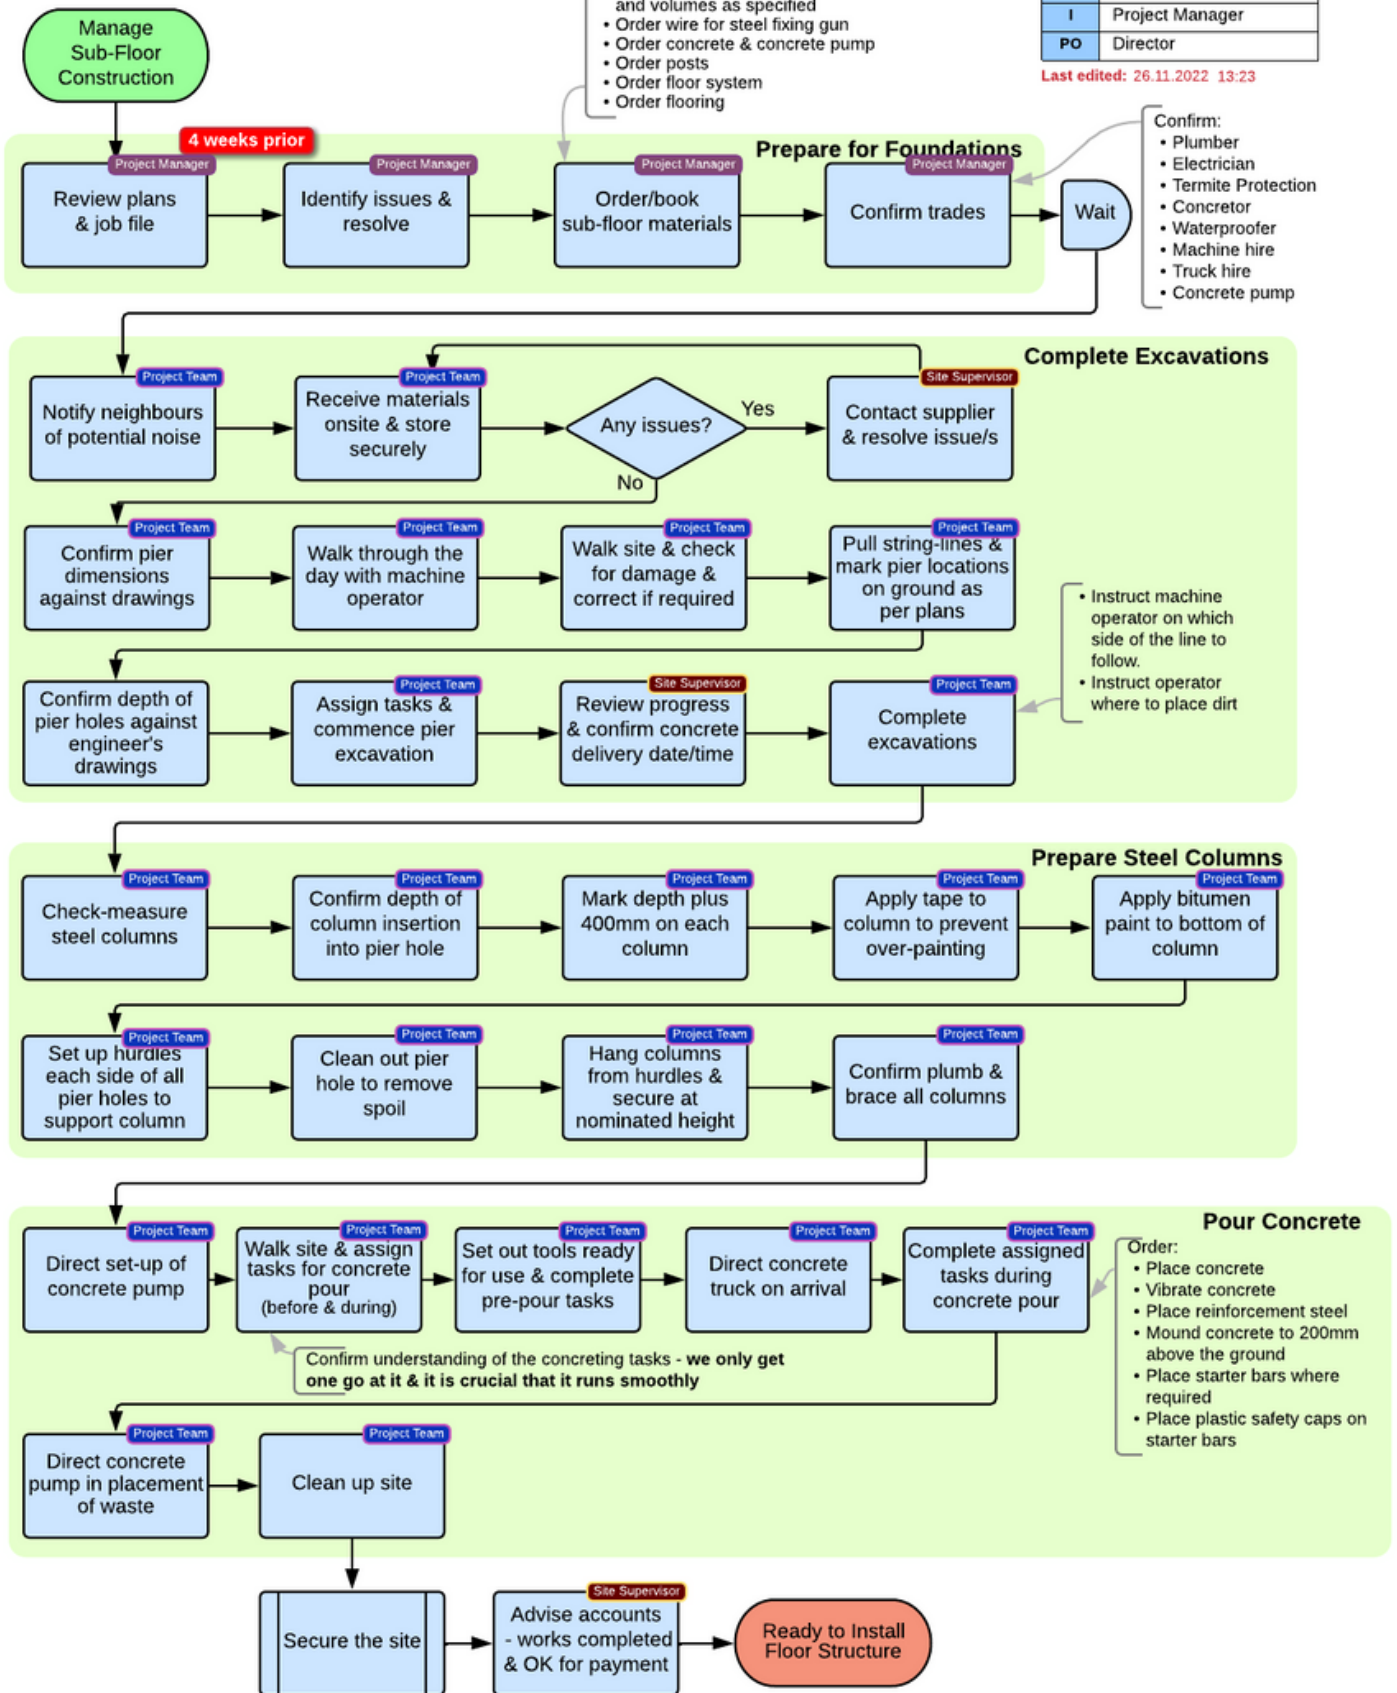 Manage
Sub-Floor
Construction
and volumes as specified
• Order wire for steel fixing gun
• Order concrete & concrete pump
• Order posts
• Order floor system
• Order flooring
I Project Manager
PO Director
Last edited: 26.11.2022 13:23
4 weeks prior
Prepare for Foundations
Project Manager
Review plans
& job file
Project Manager
Identify issues &
resolve
Project Manager
Order/book
sub-floor materials
Project Manager
Confirm trades
Wait
Confirm:
• Plumber
• Electrician
• Termite Protection
• Concretor
• Waterproofer
• Machine hire
• Truck hire
• Concrete pump
Complete Excavations
Project Team
Notify neighbours
of potential noise
Project Team
Receive materials
onsite & store
securely
Any issues?
Yes
No
Site Supervisor
Contact supplier
& resolve issue/s
Project Team
Confirm pier
dimensions
against drawings
Project Team
Walk through the
day with machine
operator
Project Team
Walk site & check
for damage &
correct if required
Project Team
Pull string-lines &
mark pier locations
on ground as
per plans
• Instruct machine
operator on which
side of the line to
follow.
• Instruct operator
where to place dirt
Confirm depth of
pier holes against
engineer's
drawings
Project Team
Assign tasks &
commence pier
excavation
Site Supervisor
Review progress
& confirm concrete
delivery date/time
Project Team
Complete
excavations
Prepare Steel Columns
Project Team
Check-measure
steel columns
Project Team
Confirm depth of
column insertion
into pier hole
Project Team
Mark depth plus
400mm on each
column
Project Team
Apply tape to
column to prevent
over-painting
Project Team
Apply bitumen
paint to bottom of
column
Project Team
Set up hurdles
each side of all
pier holes to
support column
Project Team
Clean out pier
hole to remove
spoil
Project Team
Hang columns
from hurdles &
secure at
nominated height
Project Team
Confirm plumb &
brace all columns
Pour Concrete
Project Team
Direct set-up of
concrete pump
Project Team
Walk site & assign
tasks for concrete
pour
(before & during)
Project Team
Set out tools ready
for use & complete
pre-pour tasks
Project Team
Direct concrete
truck on arrival
Project Team
Complete assigned
tasks during
concrete pour
Order:
• Place concrete
• Vibrate concrete
• Place reinforcement steel
• Mound concrete to 200mm
above the ground
• Place starter bars where
required
• Place plastic safety caps on
starter bars
Confirm understanding of the concreting tasks - we only get
one go at it & it is crucial that it runs smoothly
Project Team
Direct concrete
pump in placement
of waste
Project Team
Clean up site
Secure the site
Site Supervisor
Advise accounts
- works completed
& OK for payment
Ready to Install
Floor Structure